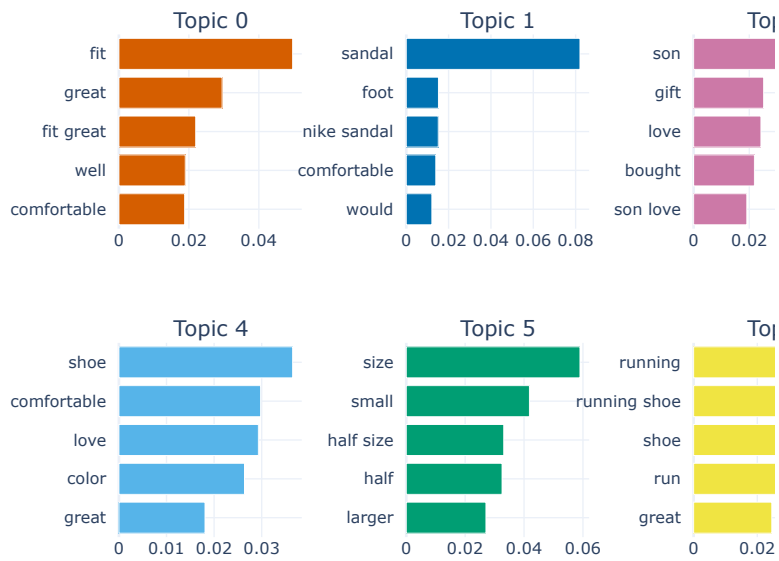 Topic 0
fit
great
fit great
well
comfortable
0 0.02 0.04
Topic 1
sandal
foot
nike sandal
comfortable
would
0 0.02 0.04 0.06 0.08
To
son
gift
love
bought
son love
0 0.02
Topic 4
shoe
comfortable
love
color
great
0 0.01 0.02 0.03
Topic 5
size
small
half size
half
larger
0 0.02 0.04 0.06
To
running
running shoe
shoe
run
great
0 0.02